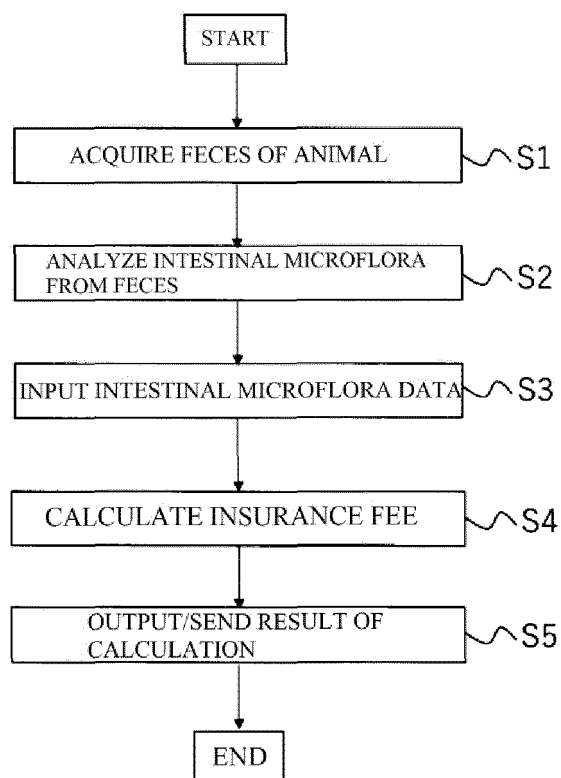 START
ACQUIRE FECES OF ANIMAL
S1
ANALYZE INTESTINAL MICROFLORA
FROM FECES
S2
INPUT INTESTINAL MICROFLORA DATA
S3
CALCULATE INSURANCE FEE
S4
OUTPUT/SEND RESULT OF
CALCULATION
S5
END